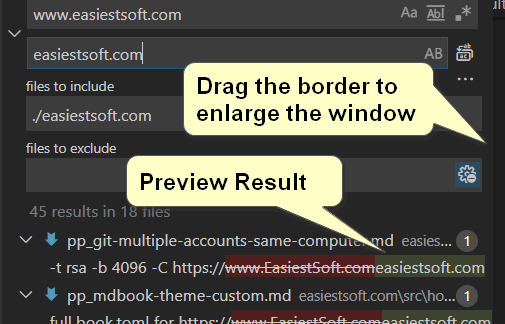 www.easiestsoft.com Aa Abl .*
easiestsoft.com AB
...
files to include
./easiestsoft.com
files to exclude
Drag the border to
enlarge the window
Preview Result
45 results in 18 files
pp_git-multiple-accounts-same-computer.md easies... 1
-t rsa -b 4096 -C https://www.EasiestSoft.comeasiestsoft.com
pp_mdbook-theme-custom.md easiestsoft.com\src\ho... 1
full book.toml for https://www.EasiestSoft.comeasiestsoft.com